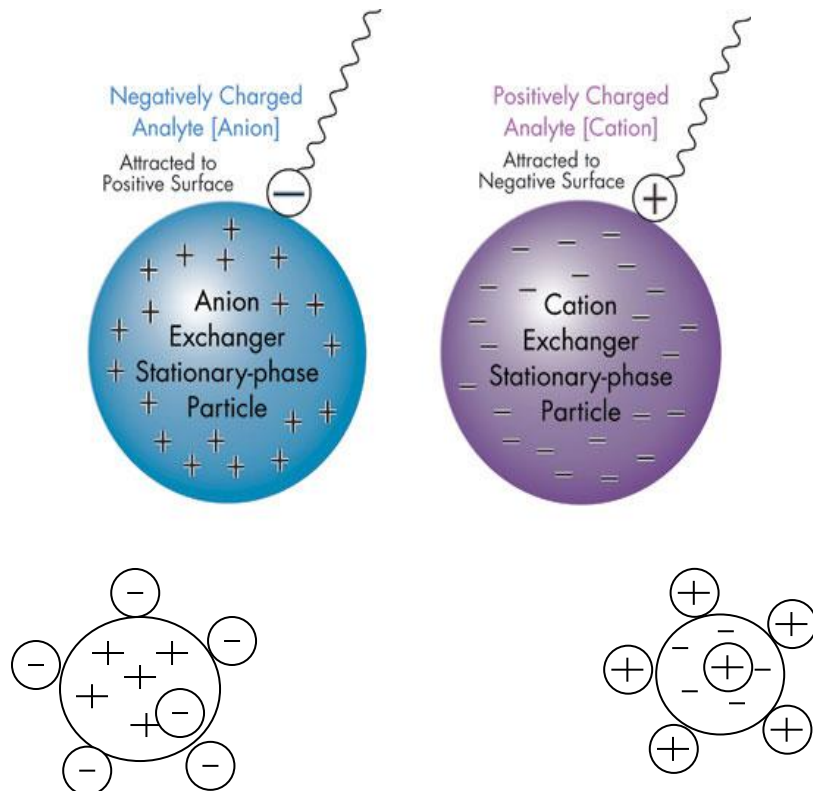 Negatively Charged
Analyte [Anion]
Attracted to
Positive Surface
Anion
Exchanger
Stationary-phase
Particle
Positively Charged
Analyte [Cation]
Attracted to
Negative Surface
Cation
Exchanger
Stationary-phase
Particle